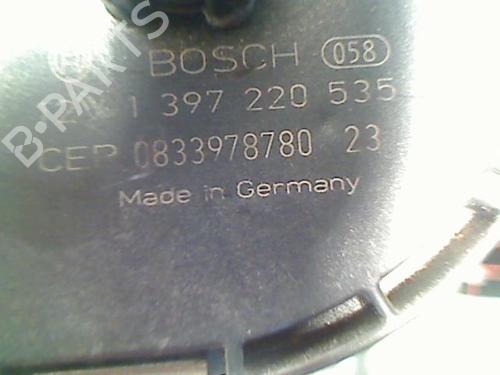 BOSCH 058
1 397 220 535
CEP 0833978780 23
Made in Germany
B-PARTS